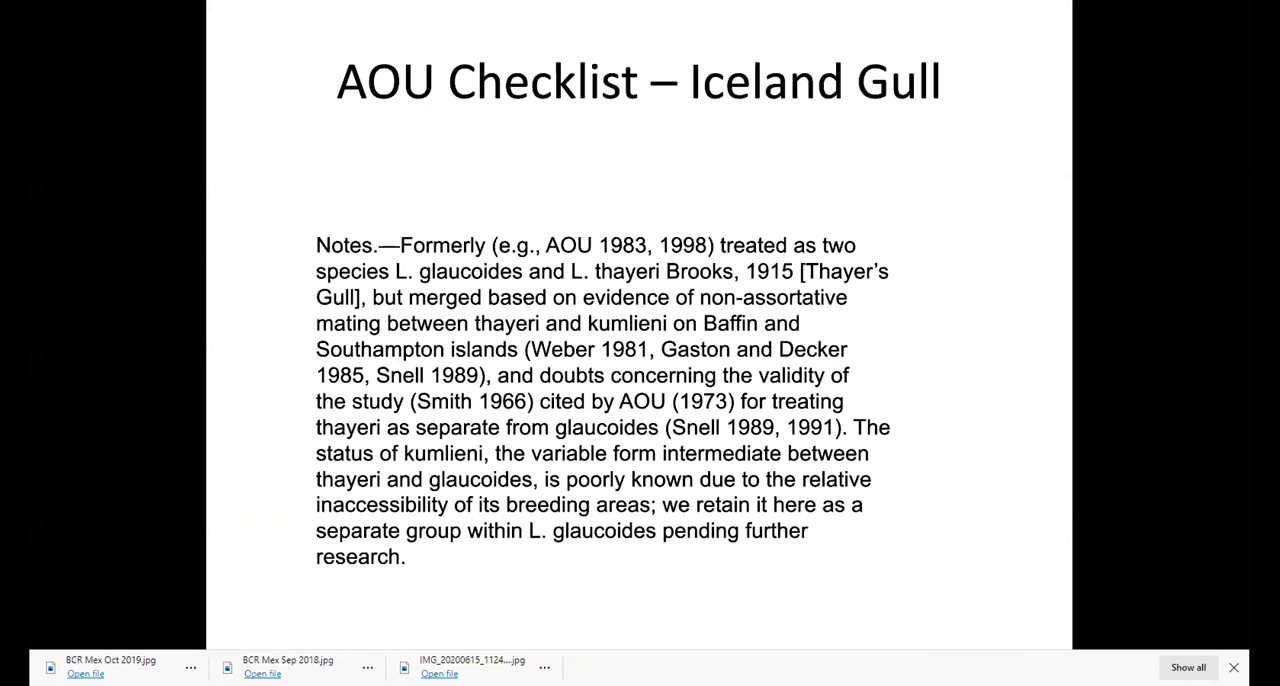 AOU Checklist – Iceland Gull
Notes.—Formerly (e.g., AOU 1983, 1998) treated as two
species L. glaucoides and L. thayeri Brooks, 1915 [Thayer’s
Gull], but merged based on evidence of non-assortative
mating between thayeri and kumlieni on Baffin and
Southampton islands (Weber 1981, Gaston and Decker
1985, Snell 1989), and doubts concerning the validity of
the study (Smith 1966) cited by AOU (1973) for treating
thayeri as separate from glaucoides (Snell 1989, 1991). The
status of kumlieni, the variable form intermediate between
thayeri and glaucoides, is poorly known due to the relative
inaccessibility of its breeding areas; we retain it here as a
separate group within L. glaucoides pending further
research.
BCR Mex Oct 2019.jpg
Open file
BCR Mex Sep 2018.jpg
Open file
IMG_20200615_1124....jpg
Open file
Show all